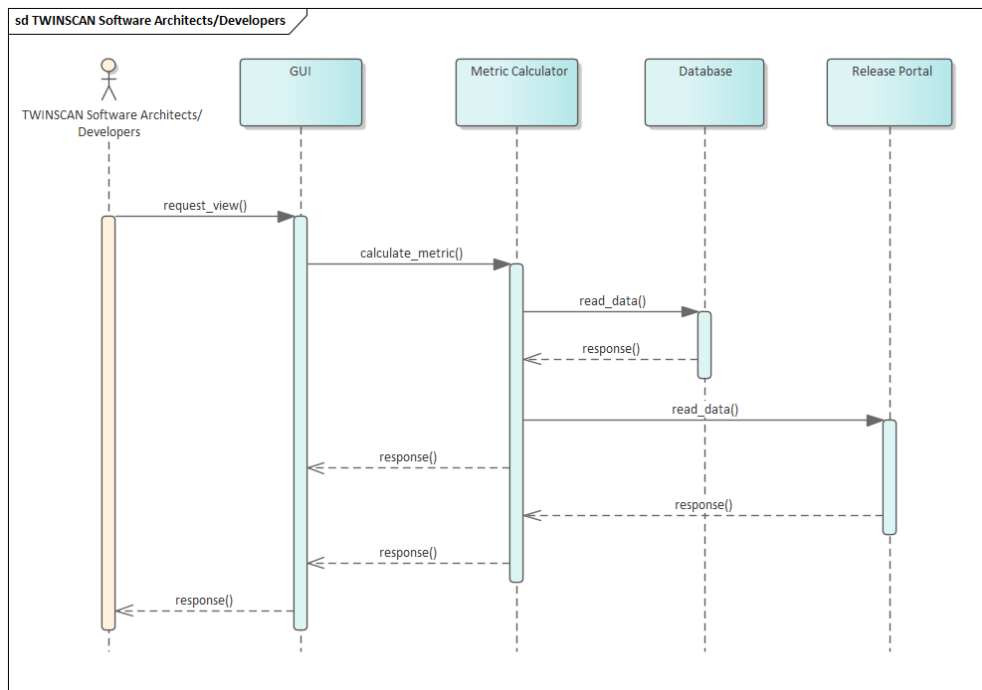 sd TWINSCAN Software Architects/Developers
TWINSCAN Software Architects/
Developers
GUI
Metric Calculator
Database
Release Portal
request_view()
calculate_metric()
read_data()
response()
read_data()
response()
response()
response()
response()